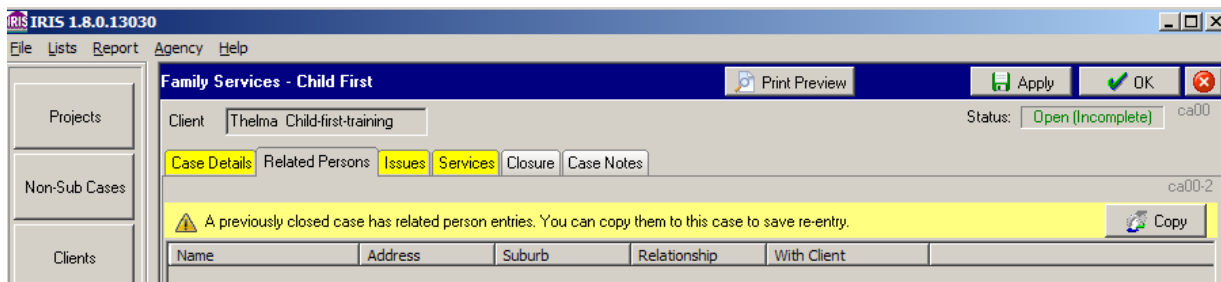 IRIS IRIS 1.8.0.13030
File Lists Report Agency Help
Family Services - Child First Print Preview Apply OK
Projects
Client Thelma Child-first-training Status: Open (Incomplete) ca00
Case Details Related Persons Issues Services Closure Case Notes
Non-Sub Cases
ca00-2
A previously closed case has related person entries. You can copy them to this case to save re-entry. Copy
Clients
Name Address Suburb Relationship With Client